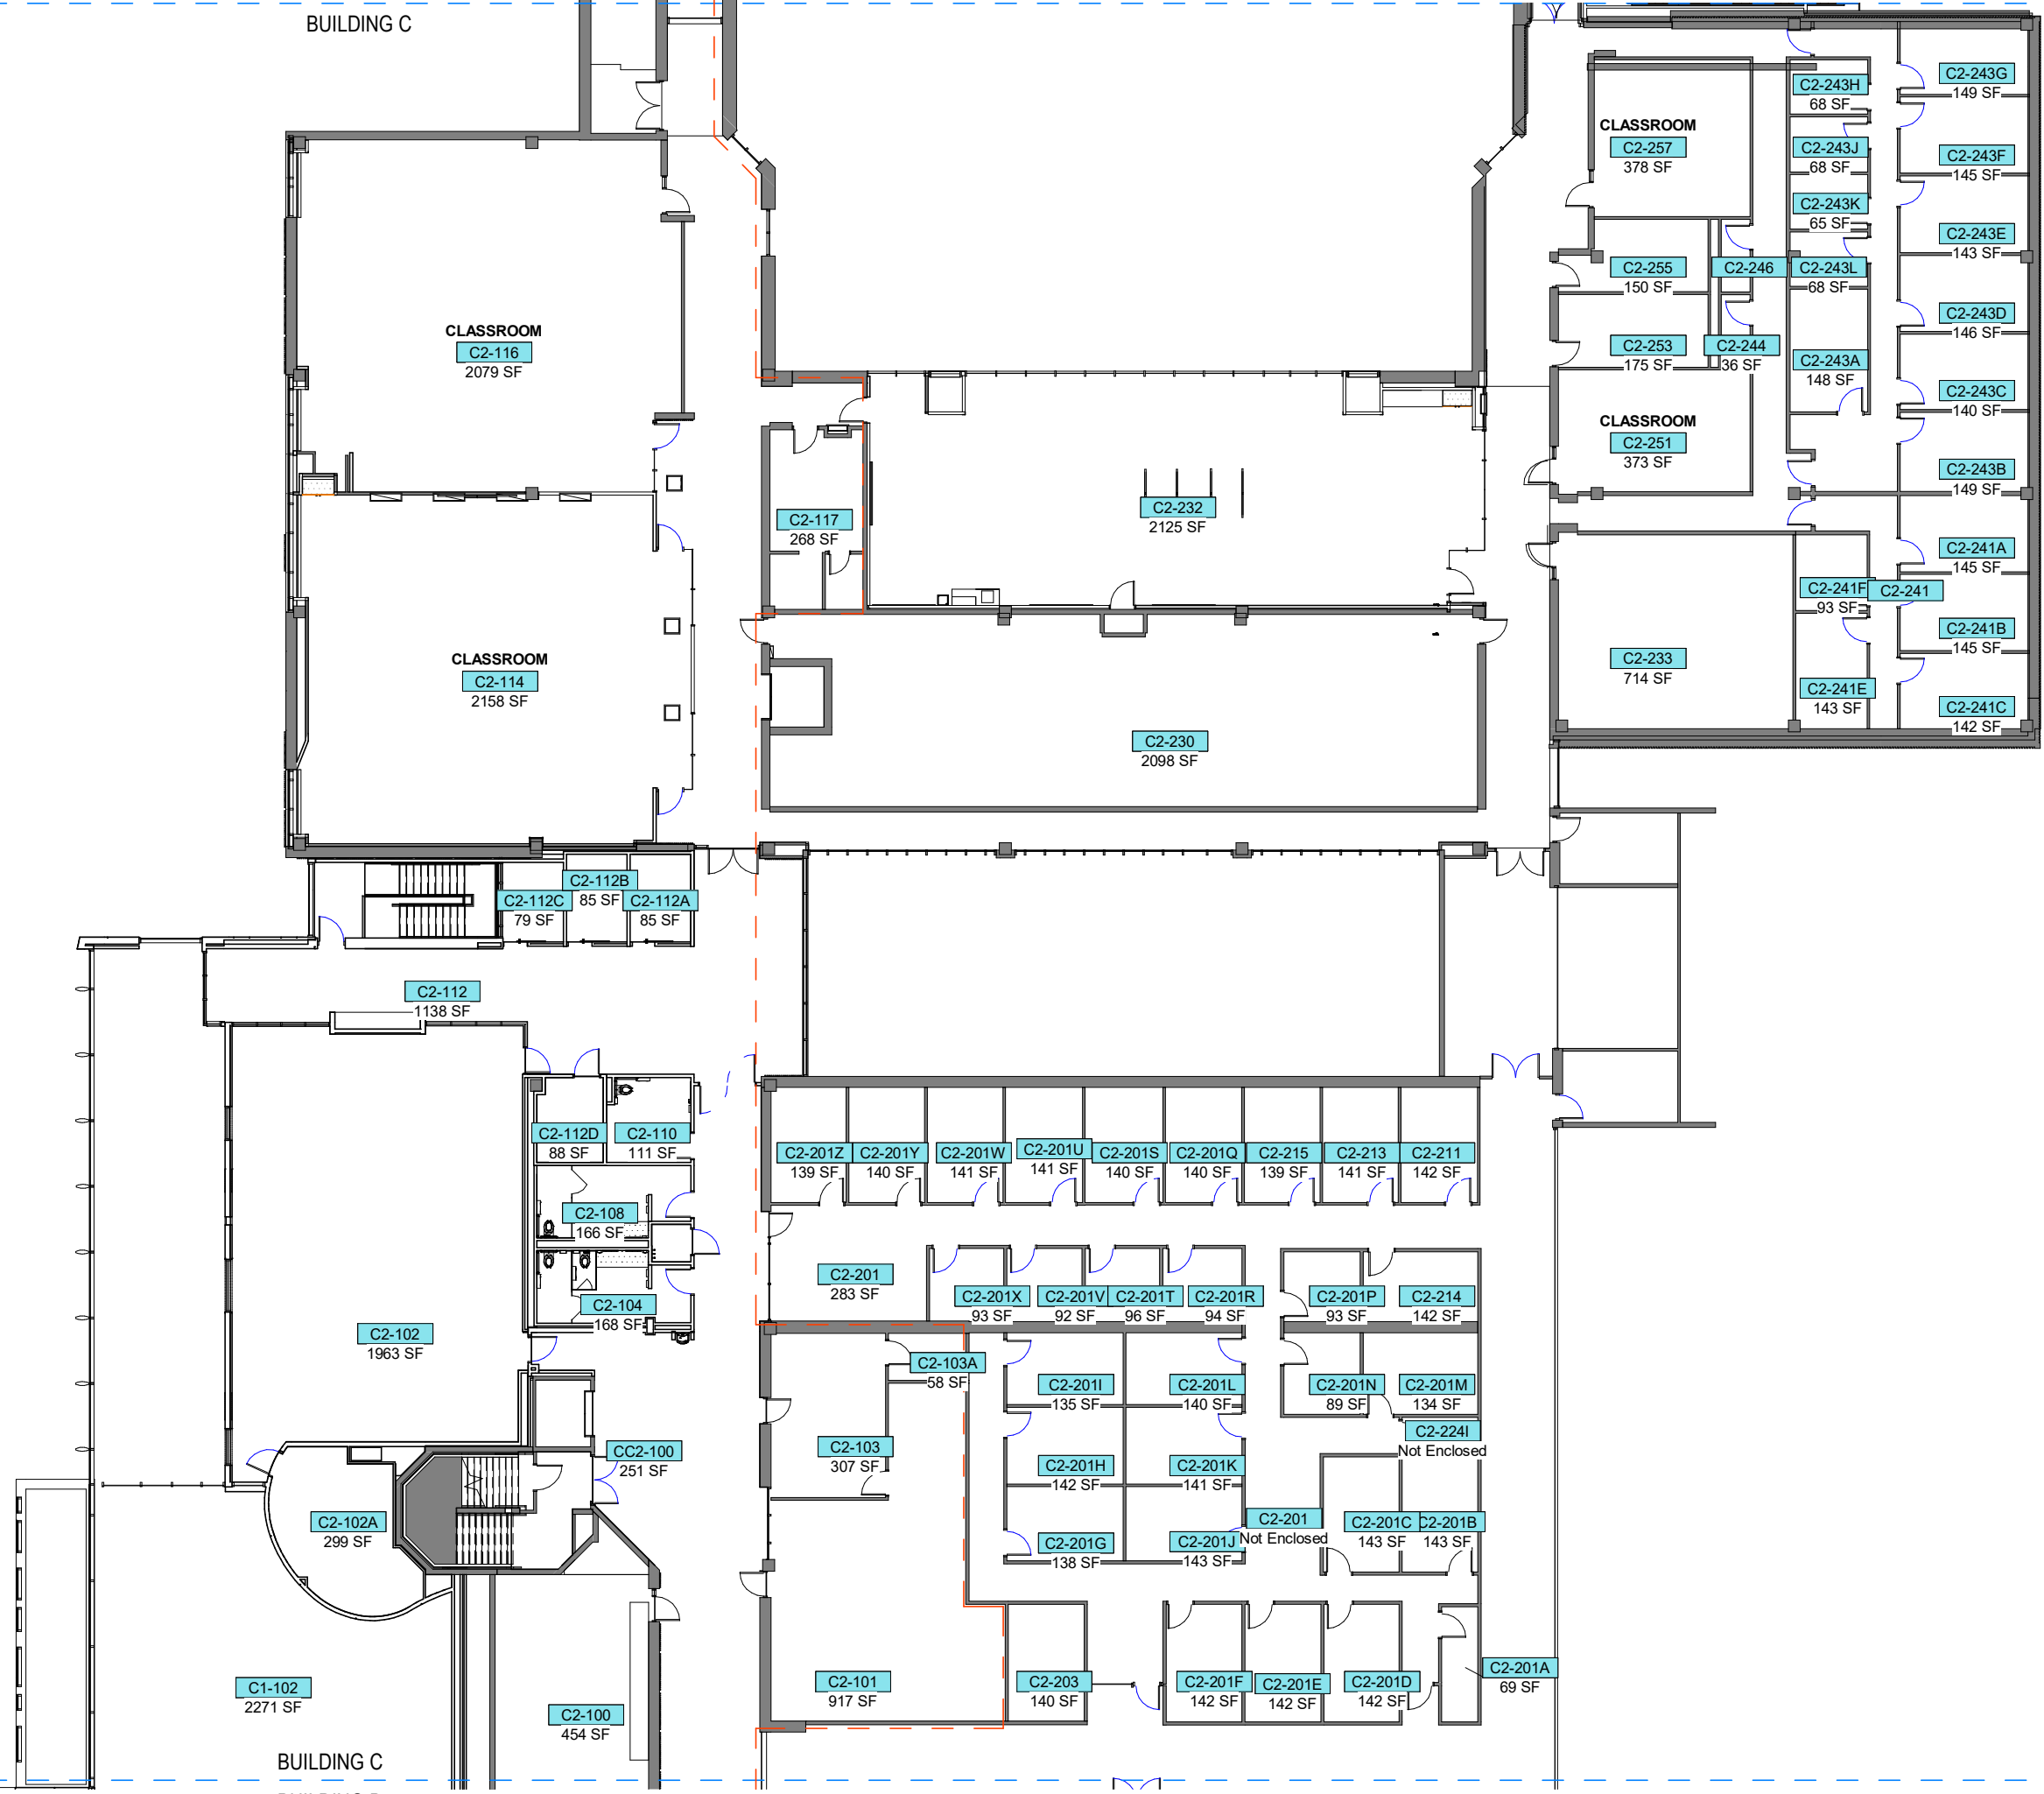 BUILDING C
C2-243G
149 SF
C2-243H
68 SF
CLASSROOM
C2-257
378 SF
C2-243J
68 SF
C2-243F
145 SF
C2-243K
65 SF
C2-243E
143 SF
C2-255
150 SF
C2-246
C2-243L
68 SF
C2-243D
146 SF
CLASSROOM
C2-116
2079 SF
C2-253
175 SF
C2-244
36 SF
C2-243A
148 SF
C2-243C
140 SF
CLASSROOM
C2-251
373 SF
C2-243B
149 SF
C2-117
268 SF
C2-232
2125 SF
C2-241A
145 SF
C2-241F
93 SF
C2-241
C2-241B
145 SF
CLASSROOM
C2-114
2158 SF
C2-233
714 SF
C2-241E
143 SF
C2-241C
142 SF
C2-230
2098 SF
C2-112C
79 SF
C2-112B
85 SF
C2-112A
85 SF
C2-112
1138 SF
C2-112D
88 SF
C2-110
111 SF
C2-201Z
139 SF
C2-201Y
140 SF
C2-201W
141 SF
C2-201U
141 SF
C2-201S
140 SF
C2-201Q
140 SF
C2-215
139 SF
C2-213
141 SF
C2-211
142 SF
C2-108
166 SF
C2-201
283 SF
C2-104
168 SF
C2-201X
93 SF
C2-201V
92 SF
C2-201T
96 SF
C2-201R
94 SF
C2-201P
93 SF
C2-214
142 SF
C2-102
1963 SF
C2-103A
58 SF
C2-201I
135 SF
C2-201L
140 SF
C2-201N
89 SF
C2-201M
134 SF
C2-224I
Not Enclosed
CC2-100
251 SF
C2-103
307 SF
C2-201H
142 SF
C2-201K
141 SF
C2-102A
299 SF
C2-201G
138 SF
C2-201J
143 SF
C2-201
Not Enclosed
C2-201C
143 SF
C2-201B
143 SF
C1-102
2271 SF
C2-100
454 SF
C2-101
917 SF
C2-203
140 SF
C2-201F
142 SF
C2-201E
142 SF
C2-201D
142 SF
C2-201A
69 SF
BUILDING C